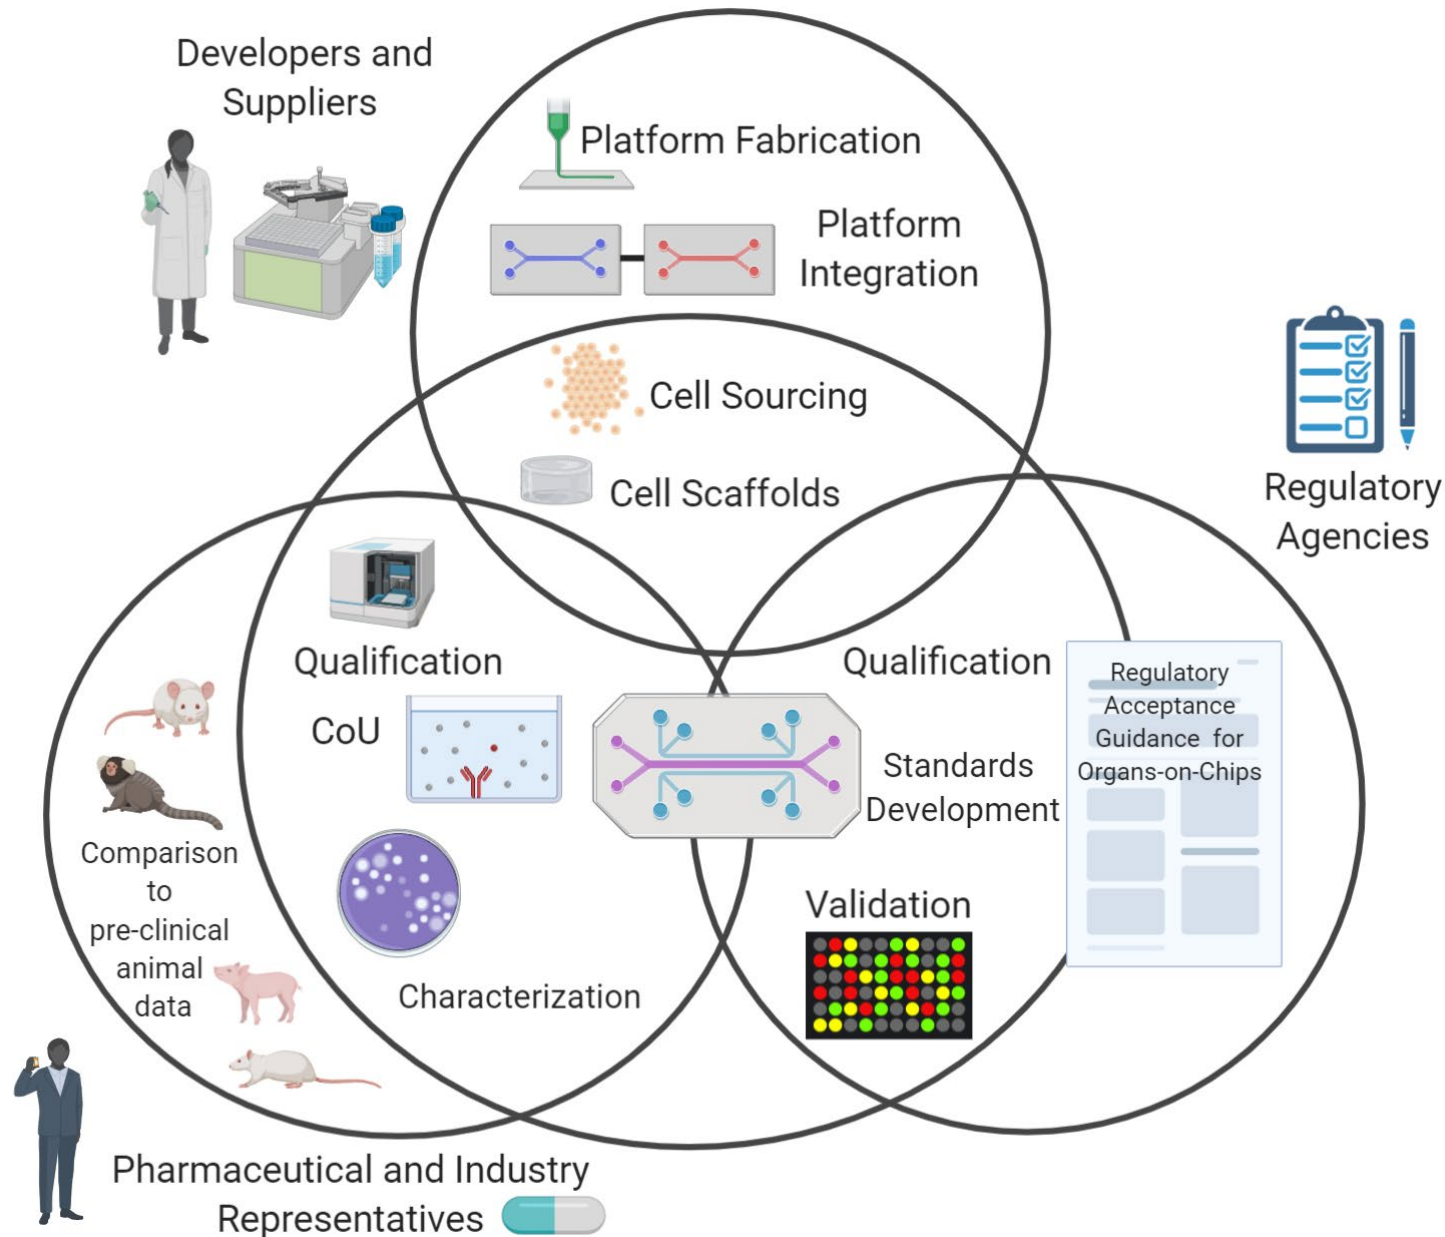 Developers and
Suppliers
Platform Fabrication
Platform
Integration
Cell Sourcing
Cell Scaffolds
Regulatory
Agencies
Qualification
CoU
Characterization
Qualification
Standards
Development
Validation
Regulatory
Acceptance
Guidance for
Organs-on-Chips
Comparison
to
pre-clinical
animal
data
Pharmaceutical and Industry
Representatives